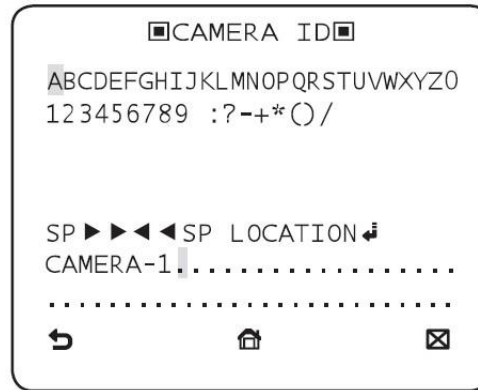 ▣CAMERA ID▣
ABCDEFGHIJKLMNOPQRSTUVWXYZ0
123456789 :?-+*()/
SP►►◄◄SP LOCATION↲
CAMERA-1..................
............................